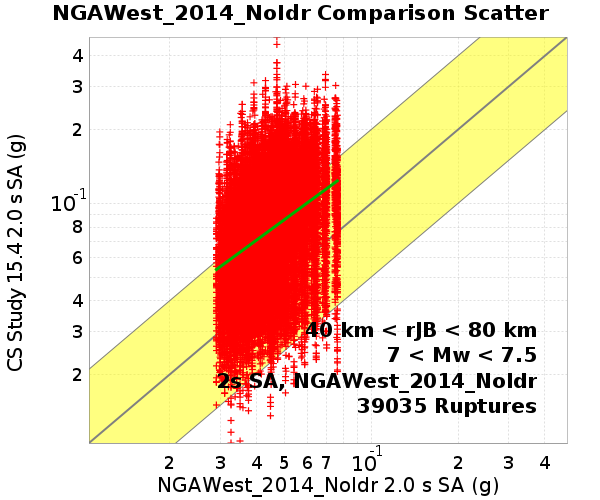 NGAWest_2014_NoIdr Comparison Scatter
CS Study 15.4 2.0 s SA (g)
4
3
2
10-1
8
6
4
3
2
40 km < rJB < 80 km
7 < Mw < 7.5
2s SA, NGAWest_2014_NoIdr
39035 Ruptures
2 3 4 5 6 7 10-1 2 3 4
NGAWest_2014_NoIdr 2.0 s SA (g)